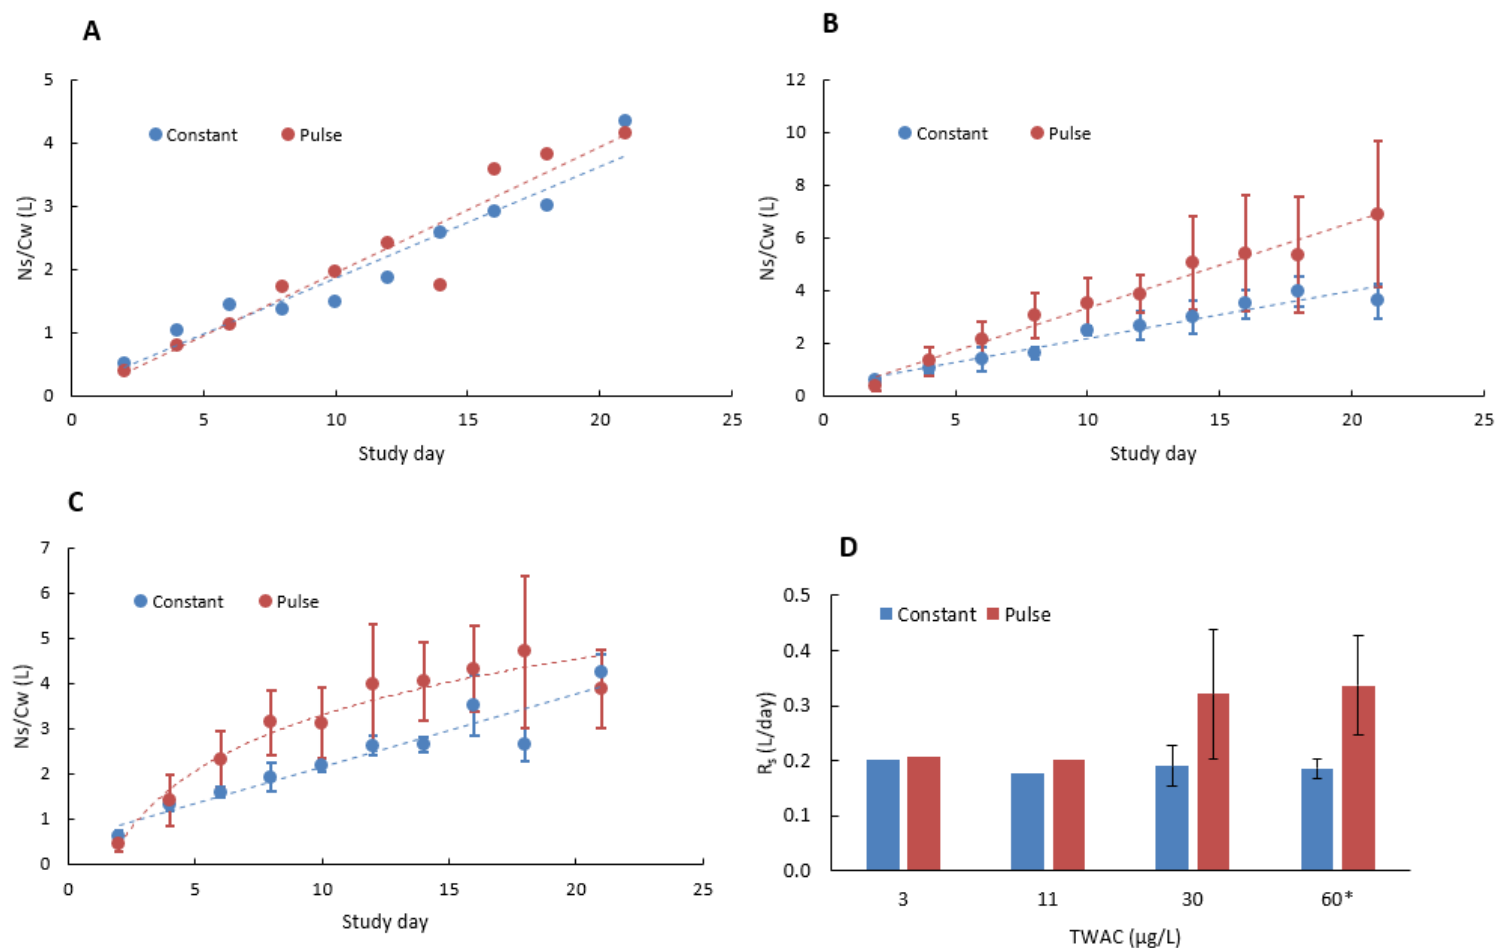 A
5
4
3
2
1
0
Ns/Cw (L)
Constant
Pulse
0
5
10
15
20
25
Study day
B
12
10
8
6
4
2
0
Ns/Cw (L)
Constant
Pulse
0
5
10
15
20
25
Study day
C
7
6
5
4
3
2
1
0
Ns/Cw (L)
Constant
Pulse
0
5
10
15
20
25
Study day
D
0.5
0.4
0.3
0.2
0.1
0.0
Rs (L/day)
Constant
Pulse
3
11
30
60*
TWAC (µg/L)